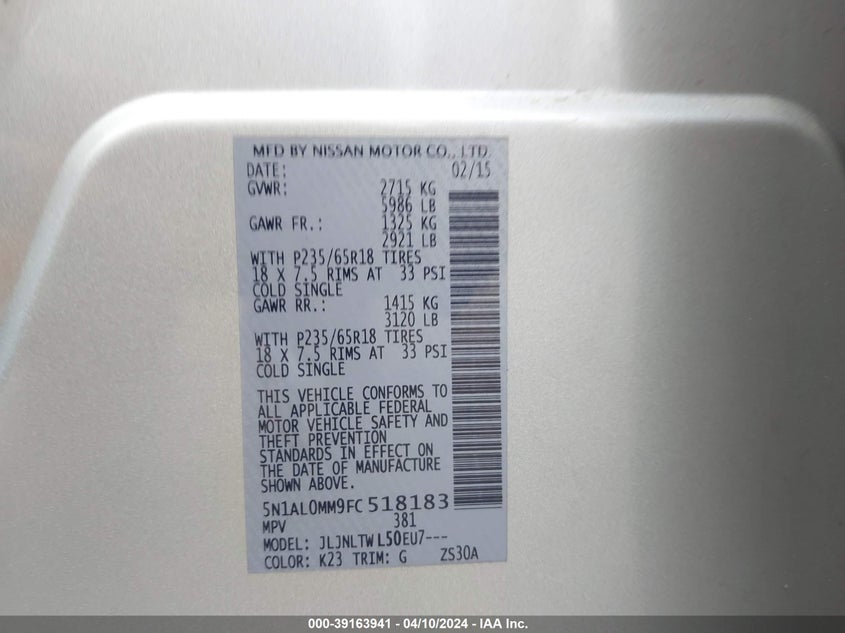 MFD BY NISSAN MOTOR CO., LTD.
DATE: 02/15
GVWR: 2715 KG
5986 LB
GAWR FR.: 1325 KG
2921 LB
WITH P235/65R18 TIRES
18 X 7.5 RIMS AT 33 PSI
COLD SINGLE
GAWR RR.: 1415 KG
3120 LB
WITH P235/65R18 TIRES
18 X 7.5 RIMS AT 33 PSI
COLD SINGLE
THIS VEHICLE CONFORMS TO
ALL APPLICABLE FEDERAL
MOTOR VEHICLE SAFETY AND
THEFT PREVENTION
STANDARDS IN EFFECT ON
THE DATE OF MANUFACTURE
SHOWN ABOVE.
5N1AL0MM9FC518183
MPV 381
MODEL: JLJNLTWL50EU7---
COLOR: K23 TRIM: G ZS30A
000-39163941 - 04/10/2024 - IAA Inc.